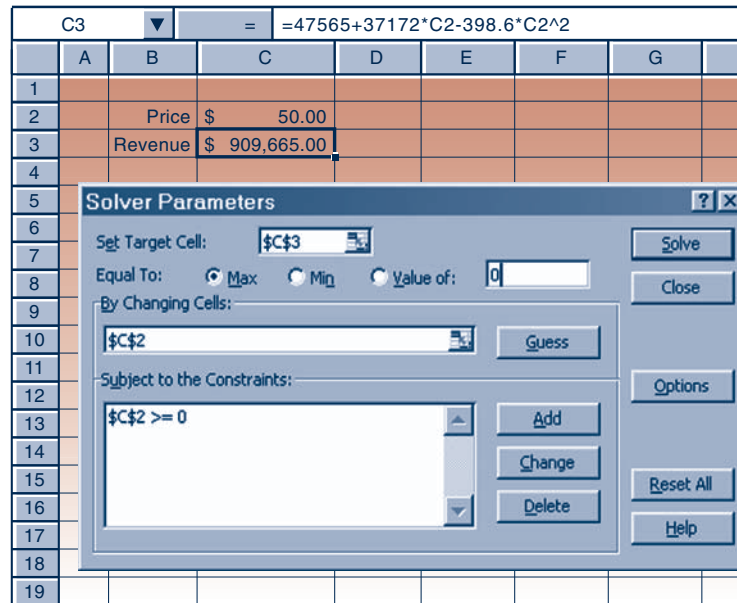 C3 ▼ = =47565+37172*C2-398.6*C2^2
A B C D E F G
1
2 Price $ 50.00
3 Revenue $ 909,665.00
4
5
6
7
8
9
10
11
12
13
14
15
16
17
18
19
Solver Parameters ? X
Set Target Cell: $C$3 Solve
Equal To: Max Min Value of: 0 Close
By Changing Cells:
$C$2 Guess
Subject to the Constraints: Options
$C$2 >= 0 Add
Change
Reset All
Delete
Help